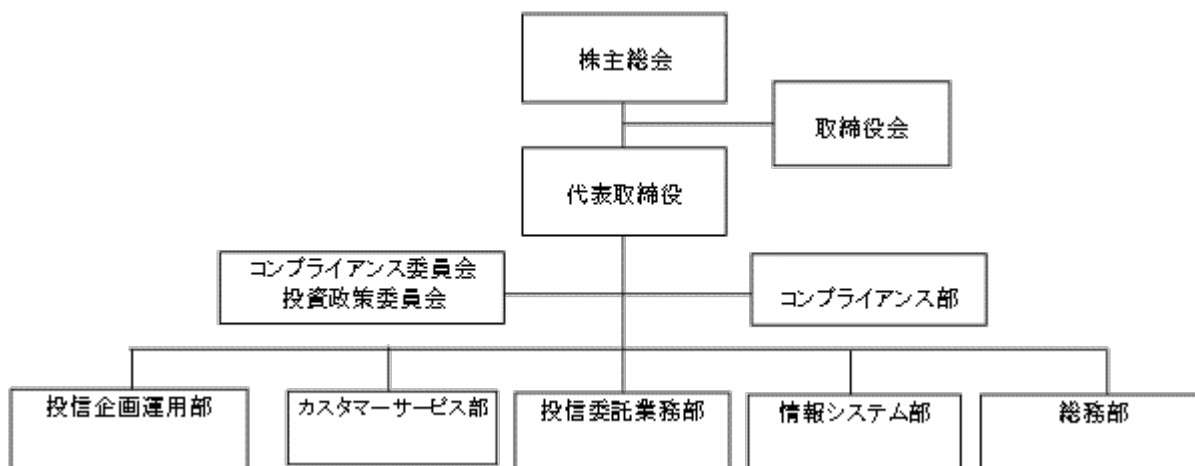 株主総会
取締役会
代表取締役
コンプライアンス委員会
投資政策委員会
コンプライアンス部
投信企画運用部
カスタマーサービス部
投信委託業務部
情報システム部
総務部